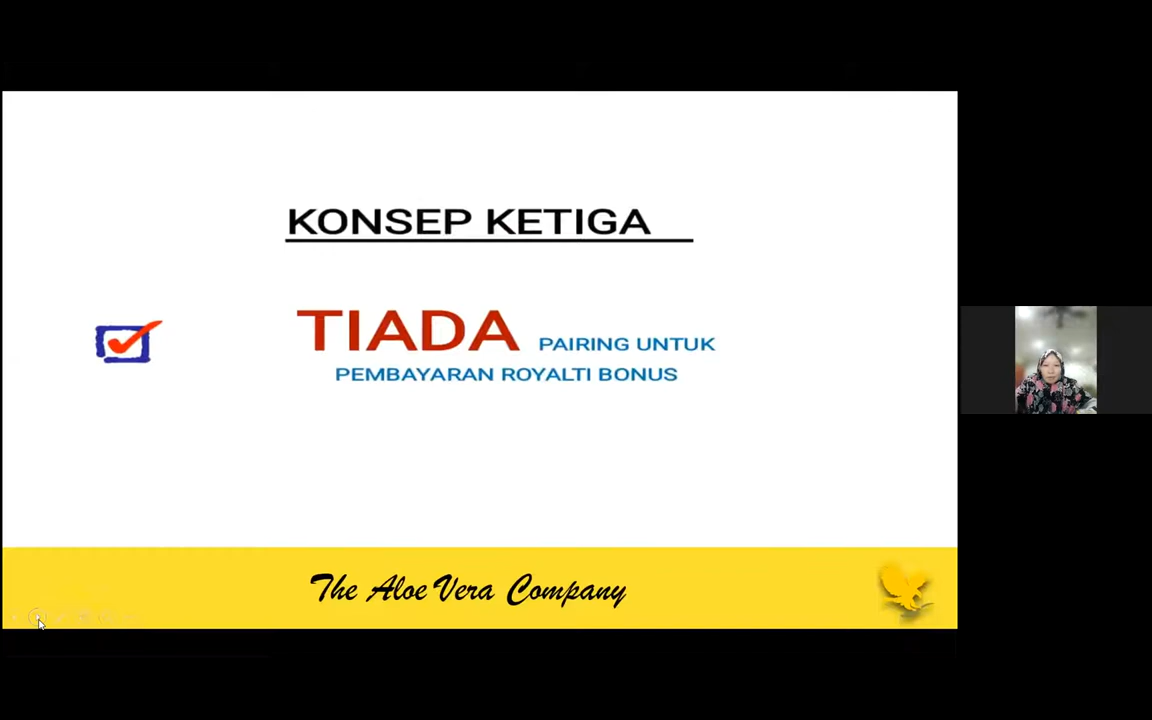 KONSEP KETIGA
TIADA PAIRING UNTUK
PEMBAYARAN ROYALTI BONUS
The Aloe Vera Company